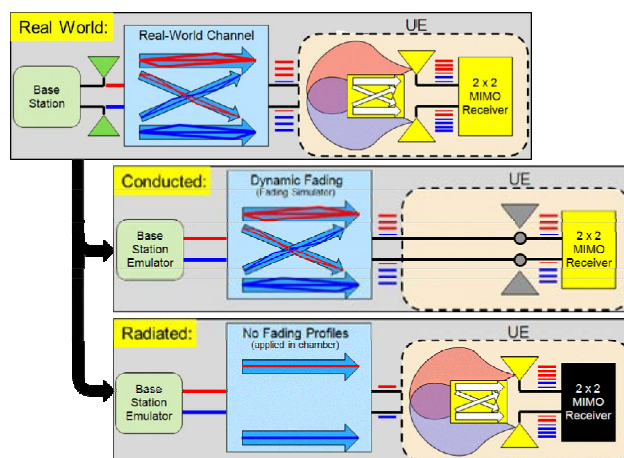 Real World:
Real-World Channel
UE
Base
Station
2 x 2
MIMO
Receiver
Conducted:
Dynamic Fading
(Fading Simulator)
UE
Base
Station
Emulator
2 x 2
MIMO
Receiver
Radiated:
No Fading Profiles
(applied in chamber)
UE
Base
Station
Emulator
2 x 2
MIMO
Receiver